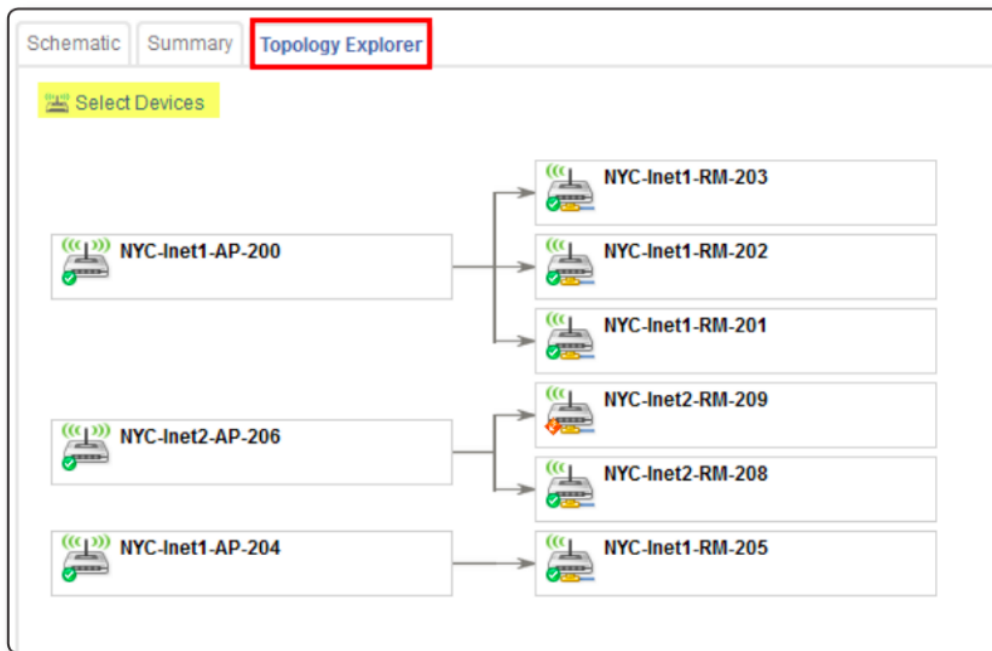 Schematic Summary Topology Explorer
Select Devices
NYC-Inet1-AP-200
NYC-Inet1-RM-203
NYC-Inet1-RM-202
NYC-Inet1-RM-201
NYC-Inet2-AP-206
NYC-Inet2-RM-209
NYC-Inet2-RM-208
NYC-Inet1-AP-204
NYC-Inet1-RM-205